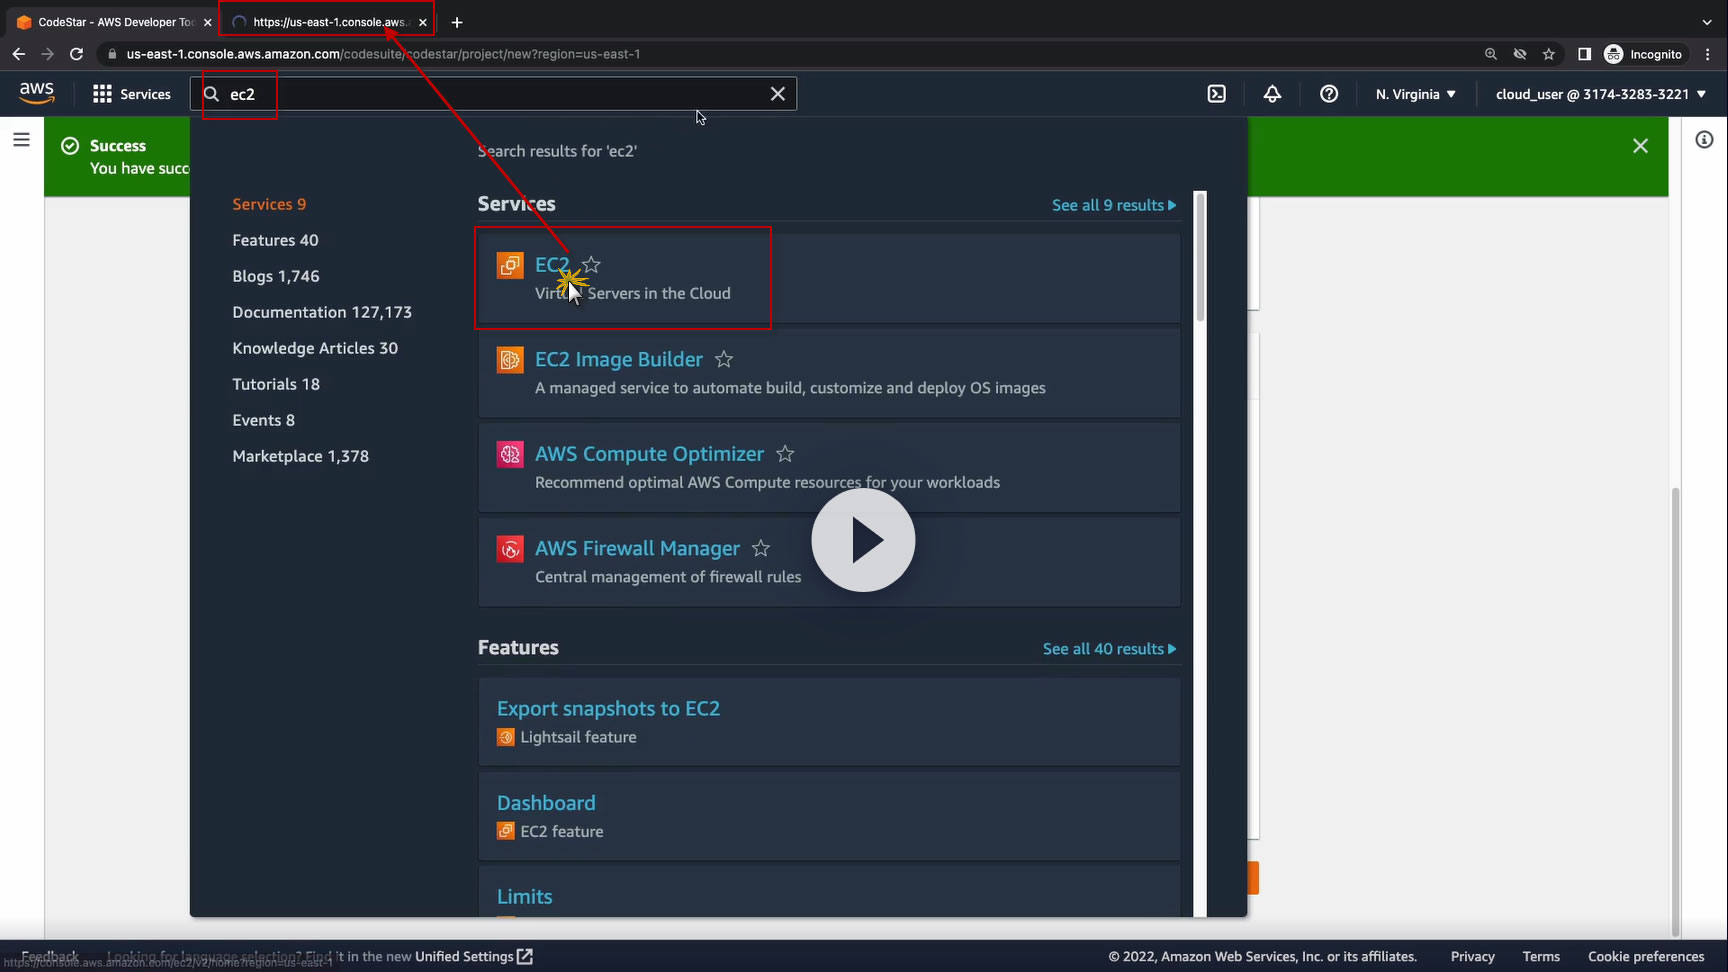 CodeStar - AWS Developer To
https://us-east-1.console.aws.
us-east-1.console.aws.amazon.com/codesuite/codestar/project/new?region=us-east-1
Incognito
aws
Services
ec2
N. Virginia
cloud_user @ 3174-3283-3221
Success
You have succ
Search results for 'ec2'
Services 9
Features 40
Blogs 1,746
Documentation 127,173
Knowledge Articles 30
Tutorials 18
Events 8
Marketplace 1,378
Services
See all 9 results
EC2
Virtual Servers in the Cloud
EC2 Image Builder
A managed service to automate build, customize and deploy OS images
AWS Compute Optimizer
Recommend optimal AWS Compute resources for your workloads
AWS Firewall Manager
Central management of firewall rules
Features
See all 40 results
Export snapshots to EC2
Lightsail feature
Dashboard
EC2 feature
Limits
Feedback
Looking for language selection? Find it in the new Unified Settings
https://console.aws.amazon.com/ec2/v2/home?region=us-east-1
© 2022, Amazon Web Services, Inc. or its affiliates.
Privacy
Terms
Cookie preferences